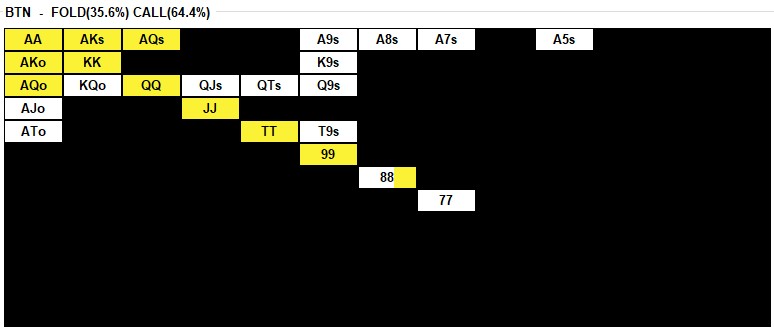 BTN - FOLD(35.6%) CALL(64.4%)
AA AKs AQs A9s A8s A7s A5s
AKo KK K9s
AQo KQo QQ QJs QTs Q9s
AJo JJ
ATo TT T9s
99
88
77